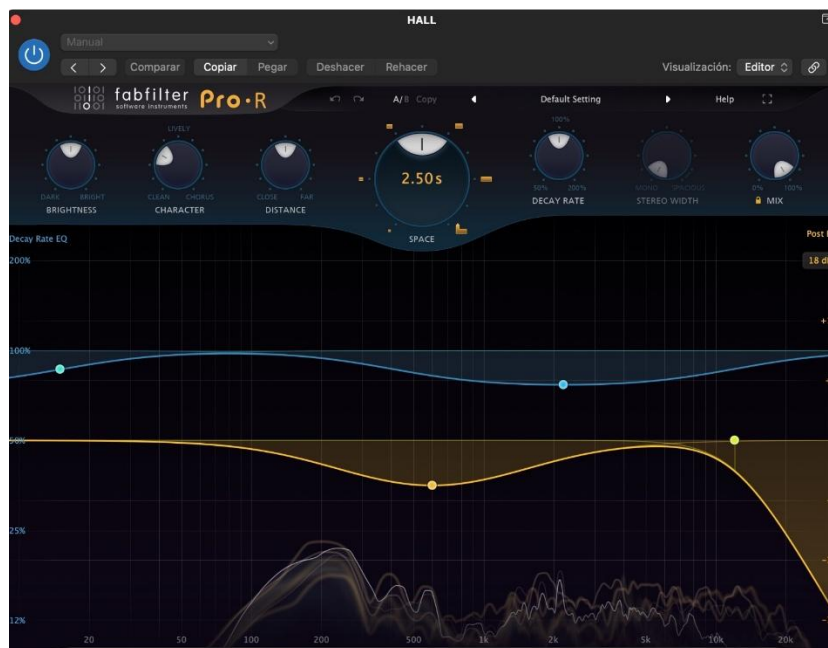 HALL
Manual
Comparar Copiar Pegar Deshacer Rehacer Visualización: Editor
fabfilter Pro·R
software instruments
A/B Copy Default Setting Help
LIVELY 100%
2.50s
DARK BRIGHT CLEAN CHORUS CLOSE FAR 50% 200% MONO SPACIOUS 0% 100%
BRIGHTNESS CHARACTER DISTANCE DECAY RATE STEREO WIDTH MIX
SPACE
Decay Rate EQ Post
200% 18 d
100%
50%
25%
12%
20 50 100 200 500 1k 2k 5k 10k 20k